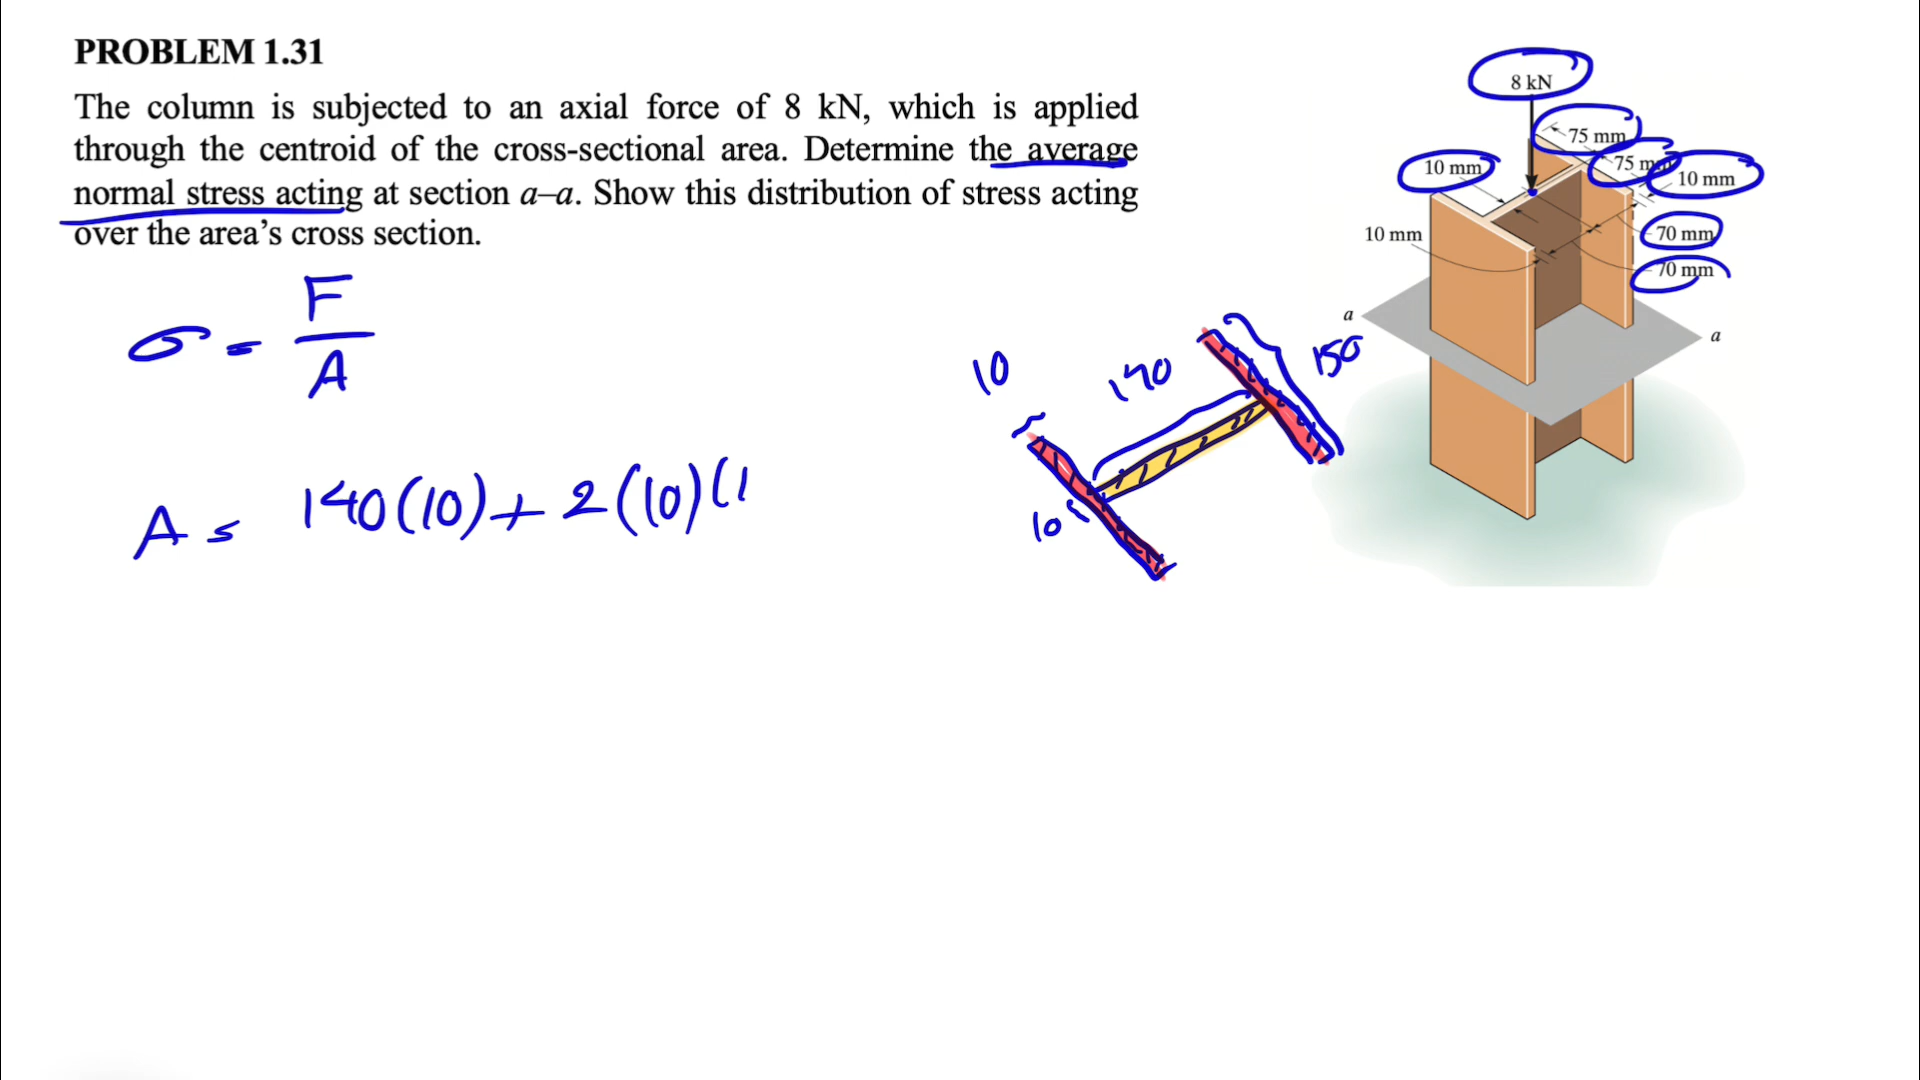 PROBLEM 1.31
The column is subjected to an axial force of 8 kN, which is applied
through the centroid of the cross-sectional area. Determine the average
normal stress acting at section a–a. Show this distribution of stress acting
over the area's cross section.
8 kN
75 mm
75 mm
10 mm
10 mm
10 mm
70 mm
70 mm
a
a
σ = F
A
A = 140(10)+2(10)(1
10
140
150
10